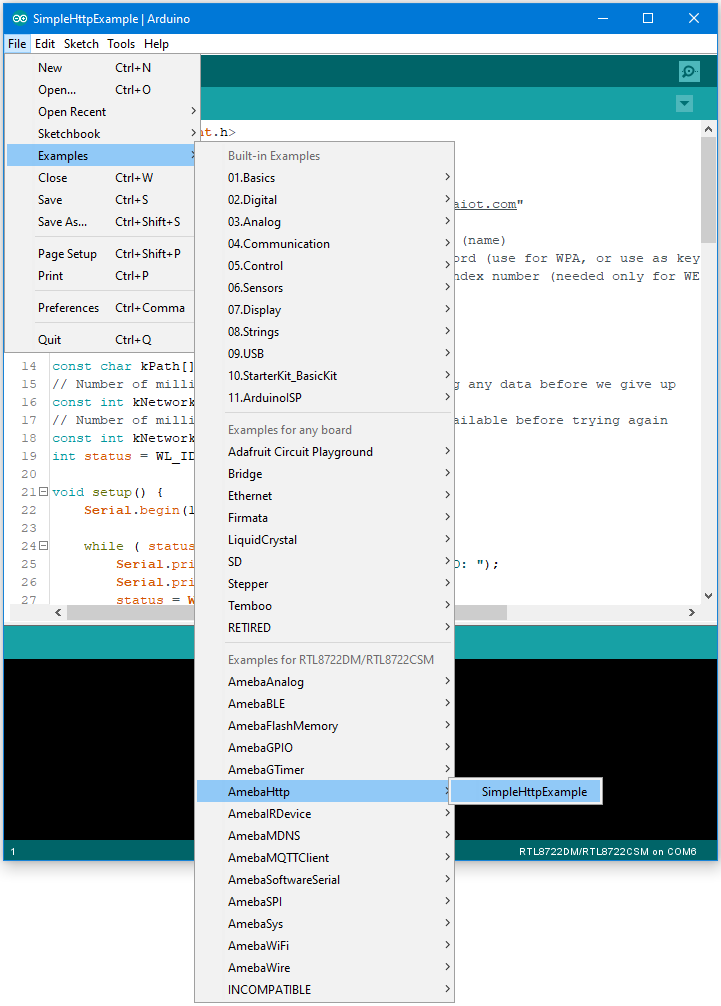 SimpleHttpExample | Arduino
File Edit Sketch Tools Help
New Ctrl+N
Open... Ctrl+O
Open Recent
Sketchbook
Examples
Close Ctrl+W
Save Ctrl+S
Save As... Ctrl+Shift+S
Page Setup Ctrl+Shift+P
Print Ctrl+P
Preferences Ctrl+Comma
Quit Ctrl+Q
Built-in Examples
01.Basics
02.Digital
03.Analog
04.Communication
05.Control
06.Sensors
07.Display
08.Strings
09.USB
10.StarterKit_BasicKit
11.ArduinoISP
Examples for any board
Adafruit Circuit Playground
Bridge
Ethernet
Firmata
LiquidCrystal
SD
Stepper
Temboo
RETIRED
Examples for RTL8722DM/RTL8722CSM
AmebaAnalog
AmebaBLE
AmebaFlashMemory
AmebaGPIO
AmebaGTimer
AmebaHttp
AmebaIRDevice
AmebaMDNS
AmebaMQTTClient
AmebaSoftwareSerial
AmebaSPI
AmebaSys
AmebaWiFi
AmebaWire
INCOMPATIBLE
SimpleHttpExample
nt.h>
aiot.com"
(name)
ord (use for WPA, or use as key
ndex number (needed only for WE
14 const char kPath[]
15 // Number of milli g any data before we give up
16 const int kNetwork
17 // Number of milli ailable before trying again
18 const int kNetwork
19 int status = WL_ID
20
21 void setup() {
22 Serial.begin(
23
24 while ( status
25 Serial.pri D: ");
26 Serial.pri
27 status = W
1 RTL8722DM/RTL8722CSM on COM6